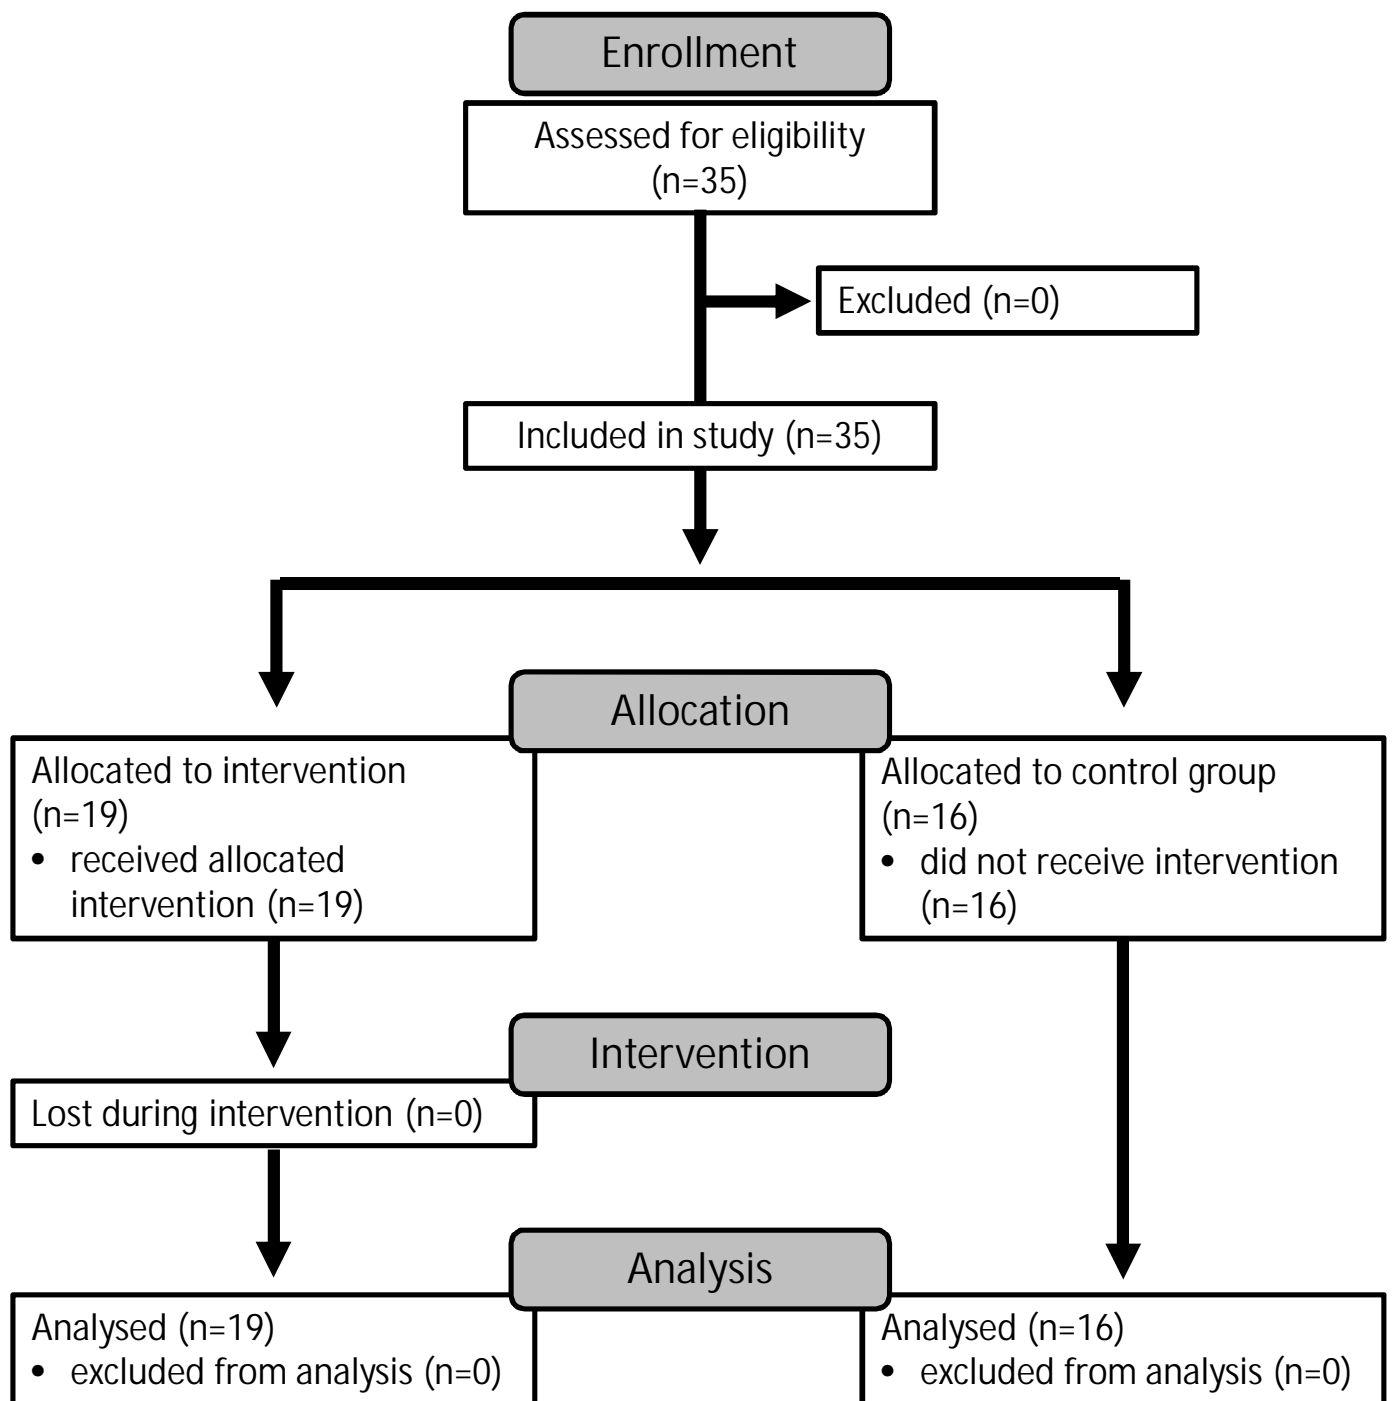 Enrollment
Assessed for eligibility
(n=35)
Excluded (n=0)
Included in study (n=35)
Allocation
Allocated to intervention
(n=19)
• received allocated
intervention (n=19)
Allocated to control group
(n=16)
• did not receive intervention
(n=16)
Intervention
Lost during intervention (n=0)
Analysis
Analysed (n=19)
• excluded from analysis (n=0)
Analysed (n=16)
• excluded from analysis (n=0)